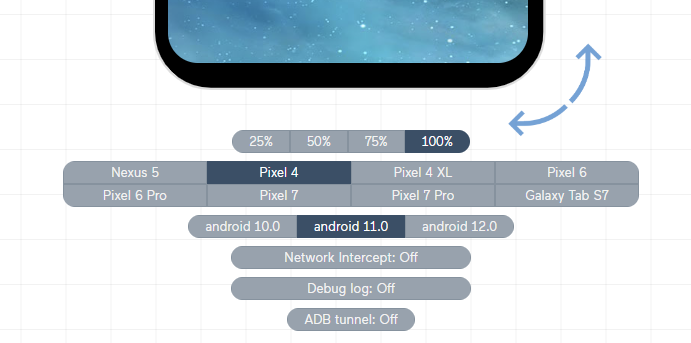 25% 50% 75% 100%
Nexus 5 Pixel 4 Pixel 4 XL Pixel 6
Pixel 6 Pro Pixel 7 Pixel 7 Pro Galaxy Tab S7
android 10.0 android 11.0 android 12.0
Network Intercept: Off
Debug log: Off
ADB tunnel: Off